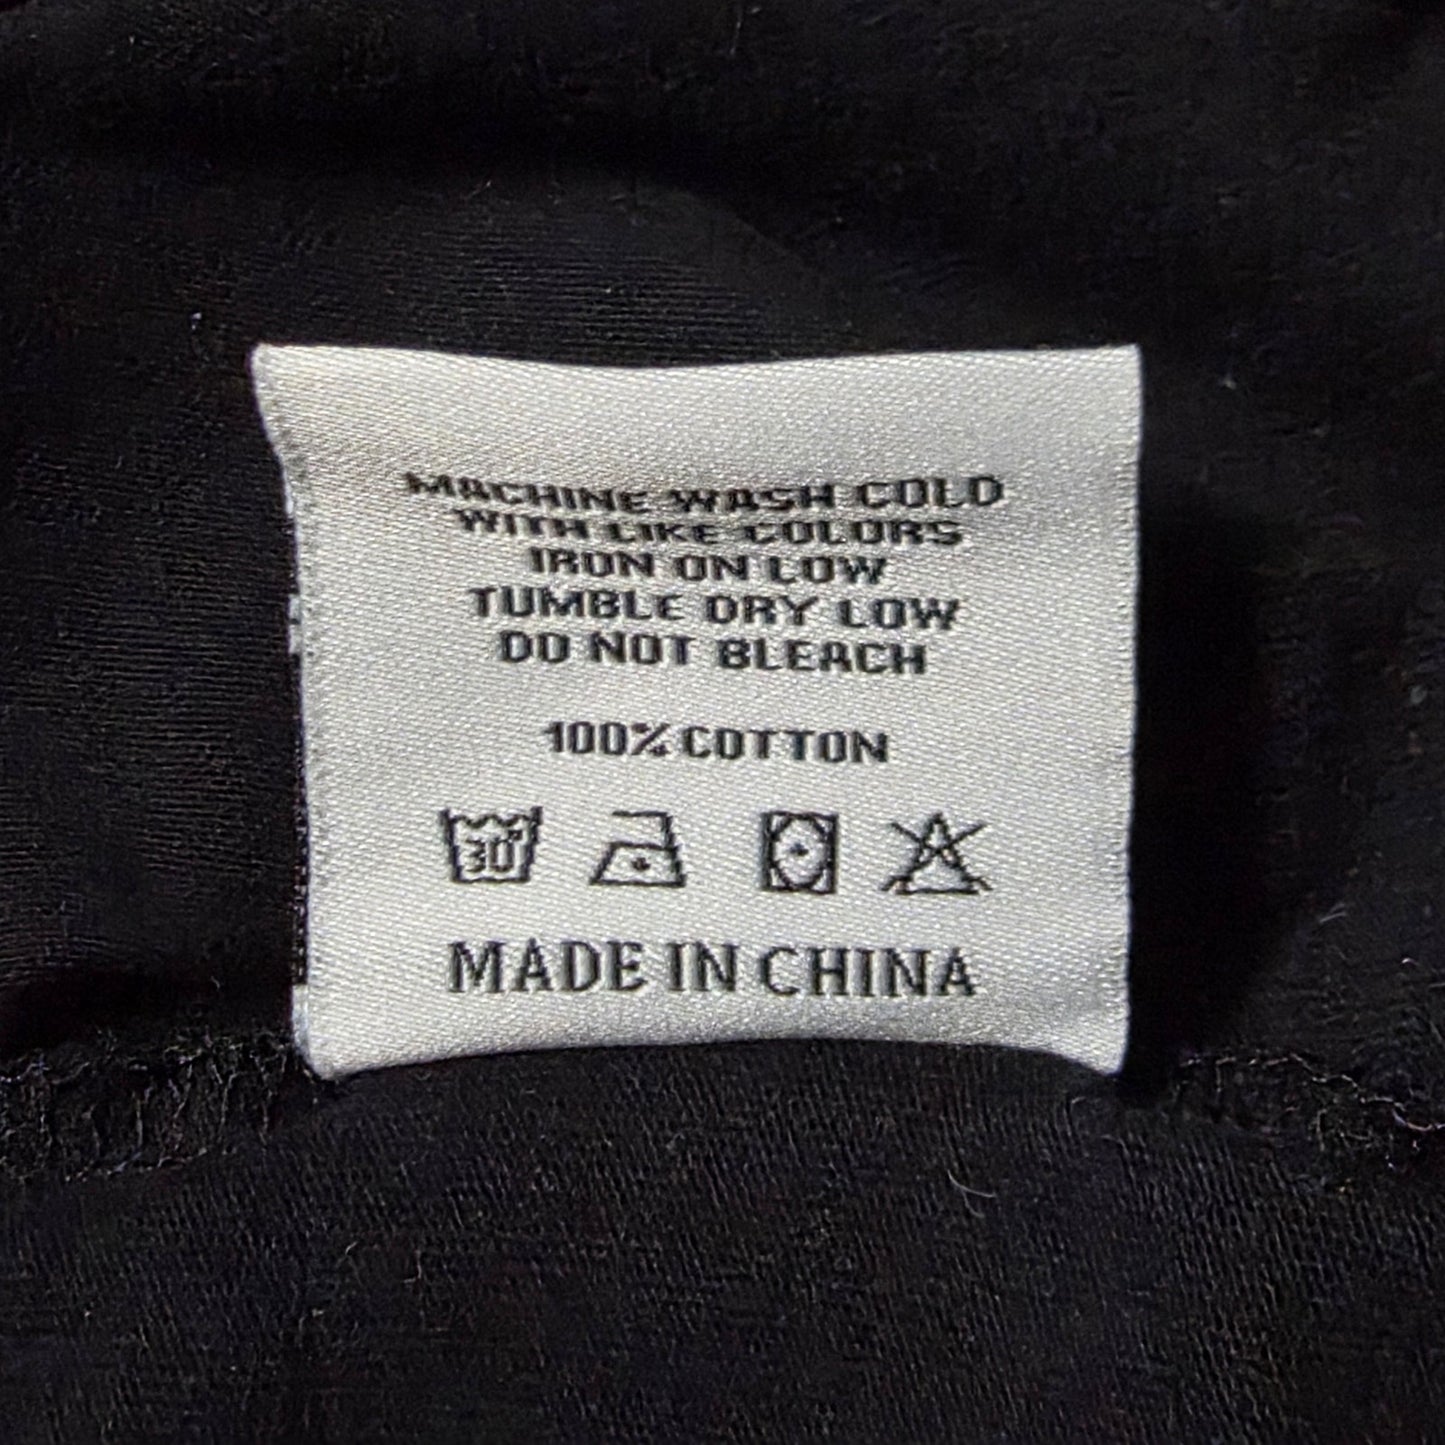 MACHINE WASH COLD
WITH LIKE COLORS
IRON ON LOW
TUMBLE DRY LOW
DO NOT BLEACH
100% COTTON
30°
MADE IN CHINA